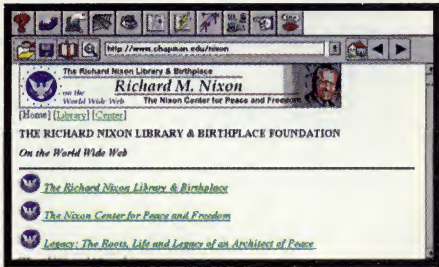 http://www.chapman.edu/nixon
The Richard Nixon Library & Birthplace
on the
World Wide Web
Richard M. Nixon
The Nixon Center for Peace and Freedom
[Home] [Library] [Center]
THE RICHARD NIXON LIBRARY & BIRTHPLACE FOUNDATION
On the World Wide Web
The Richard Nixon Library & Birthplace
The Nixon Center for Peace and Freedom
Legacy: The Roots, Life and Legacy of an Architect of Peace